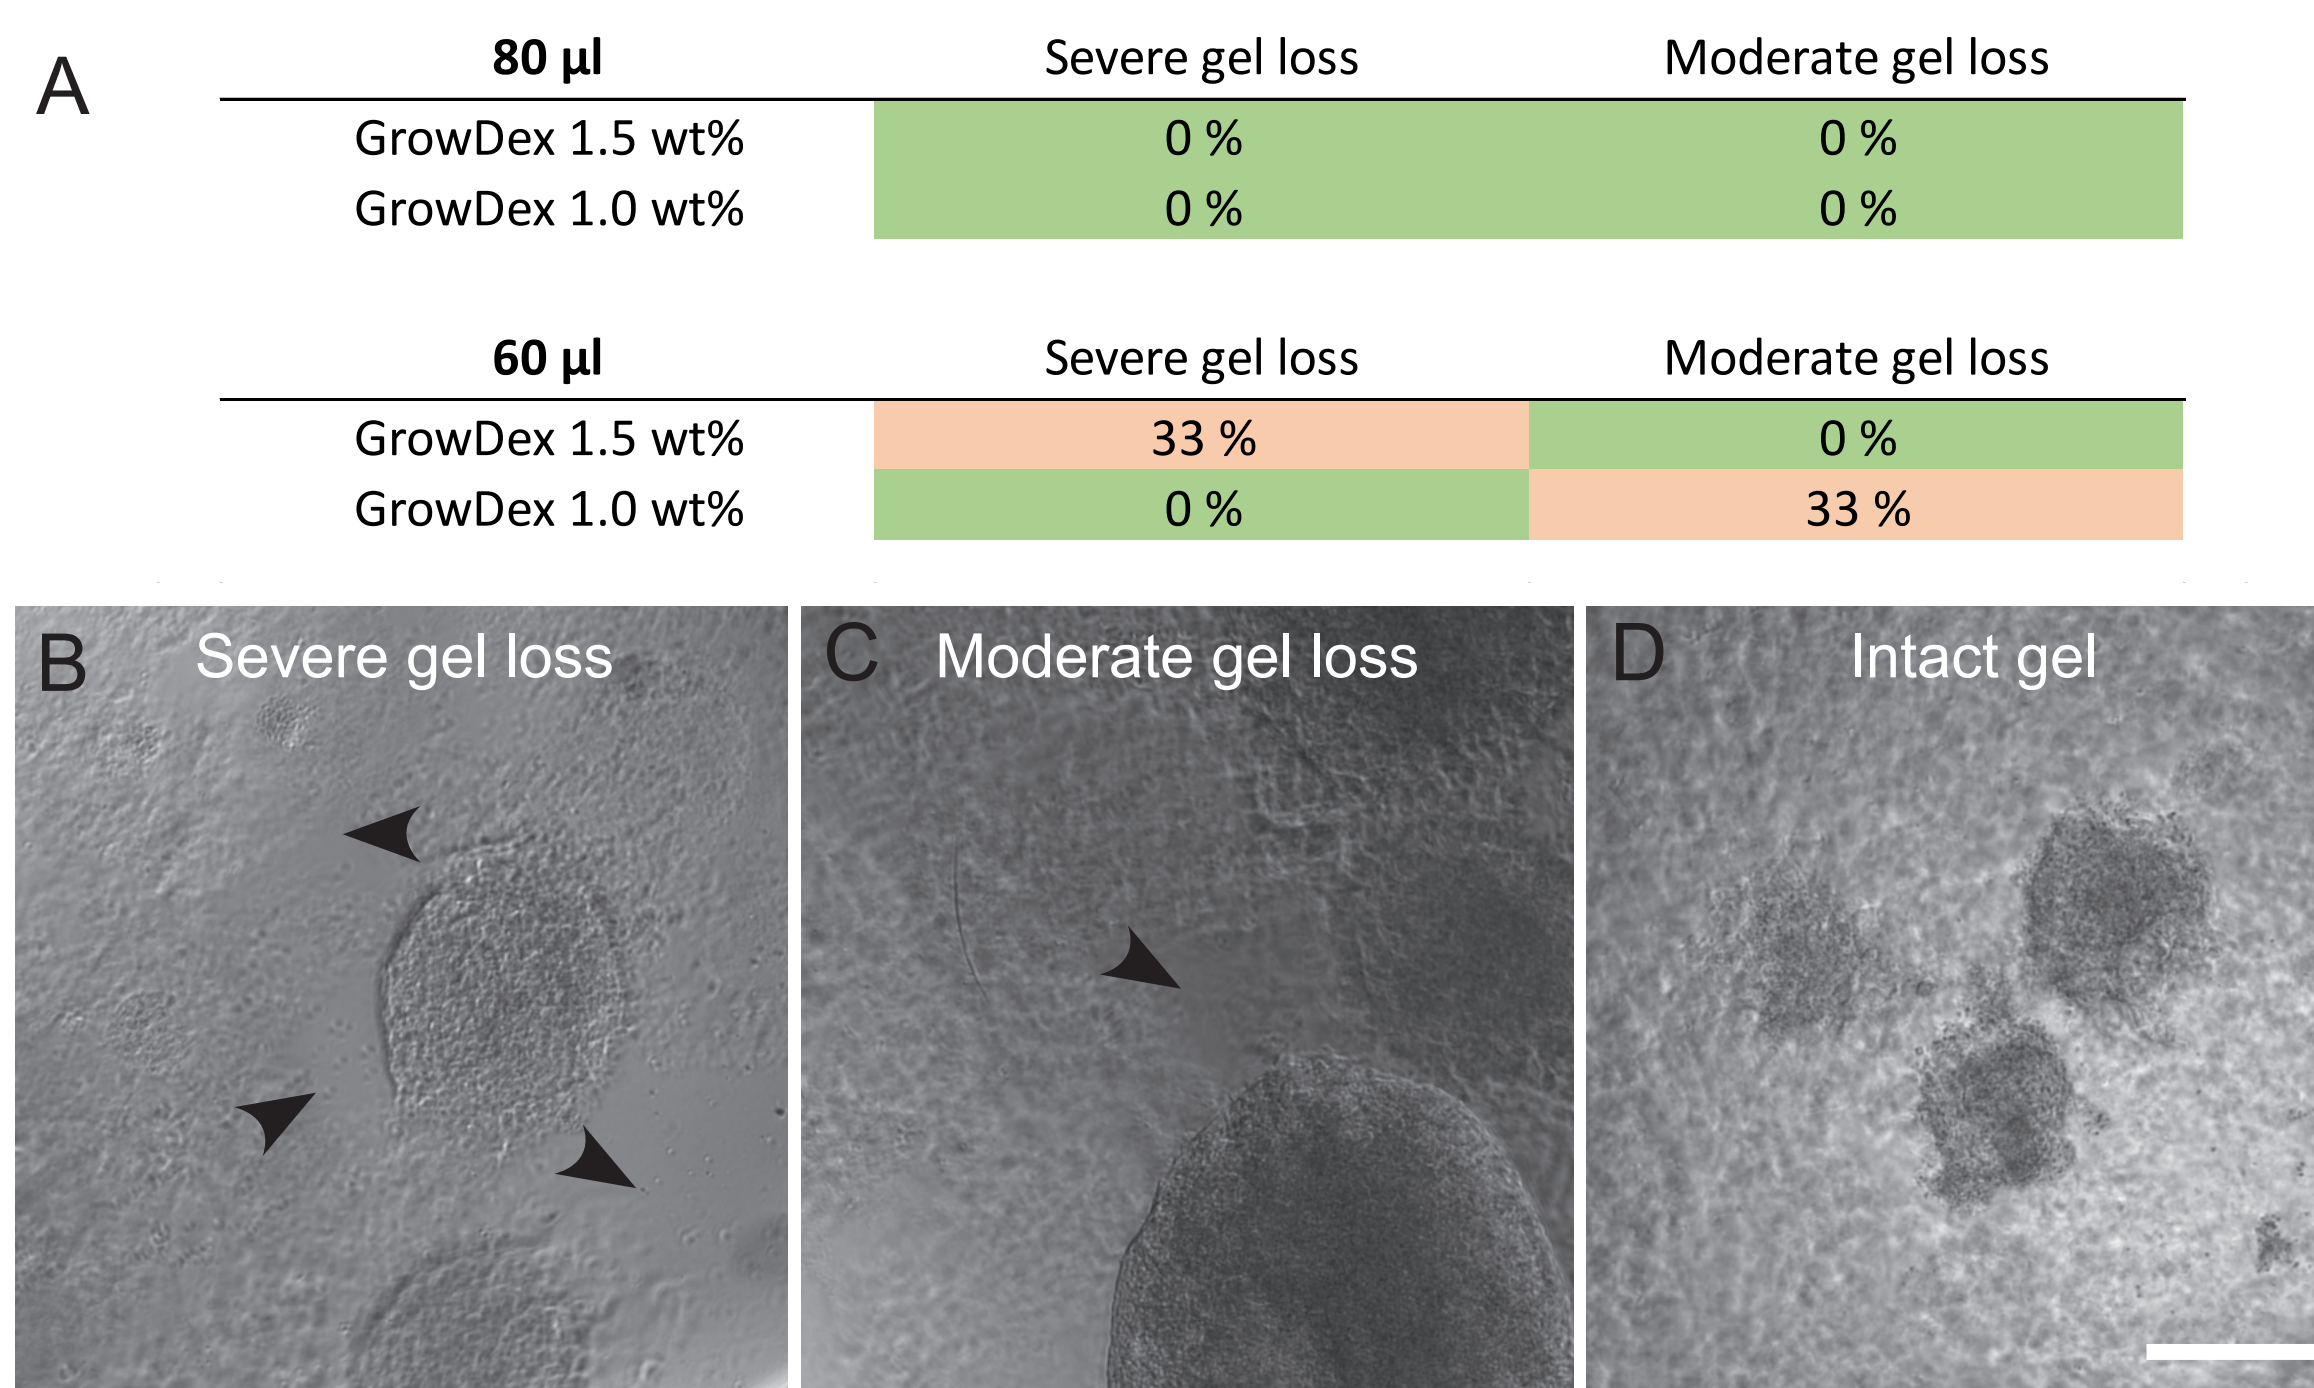 A
80 µl Severe gel loss Moderate gel loss
GrowDex 1.5 wt% 0 % 0 %
GrowDex 1.0 wt% 0 % 0 %
60 µl Severe gel loss Moderate gel loss
GrowDex 1.5 wt% 33 % 0 %
GrowDex 1.0 wt% 0 % 33 %
B Severe gel loss
C Moderate gel loss
D Intact gel